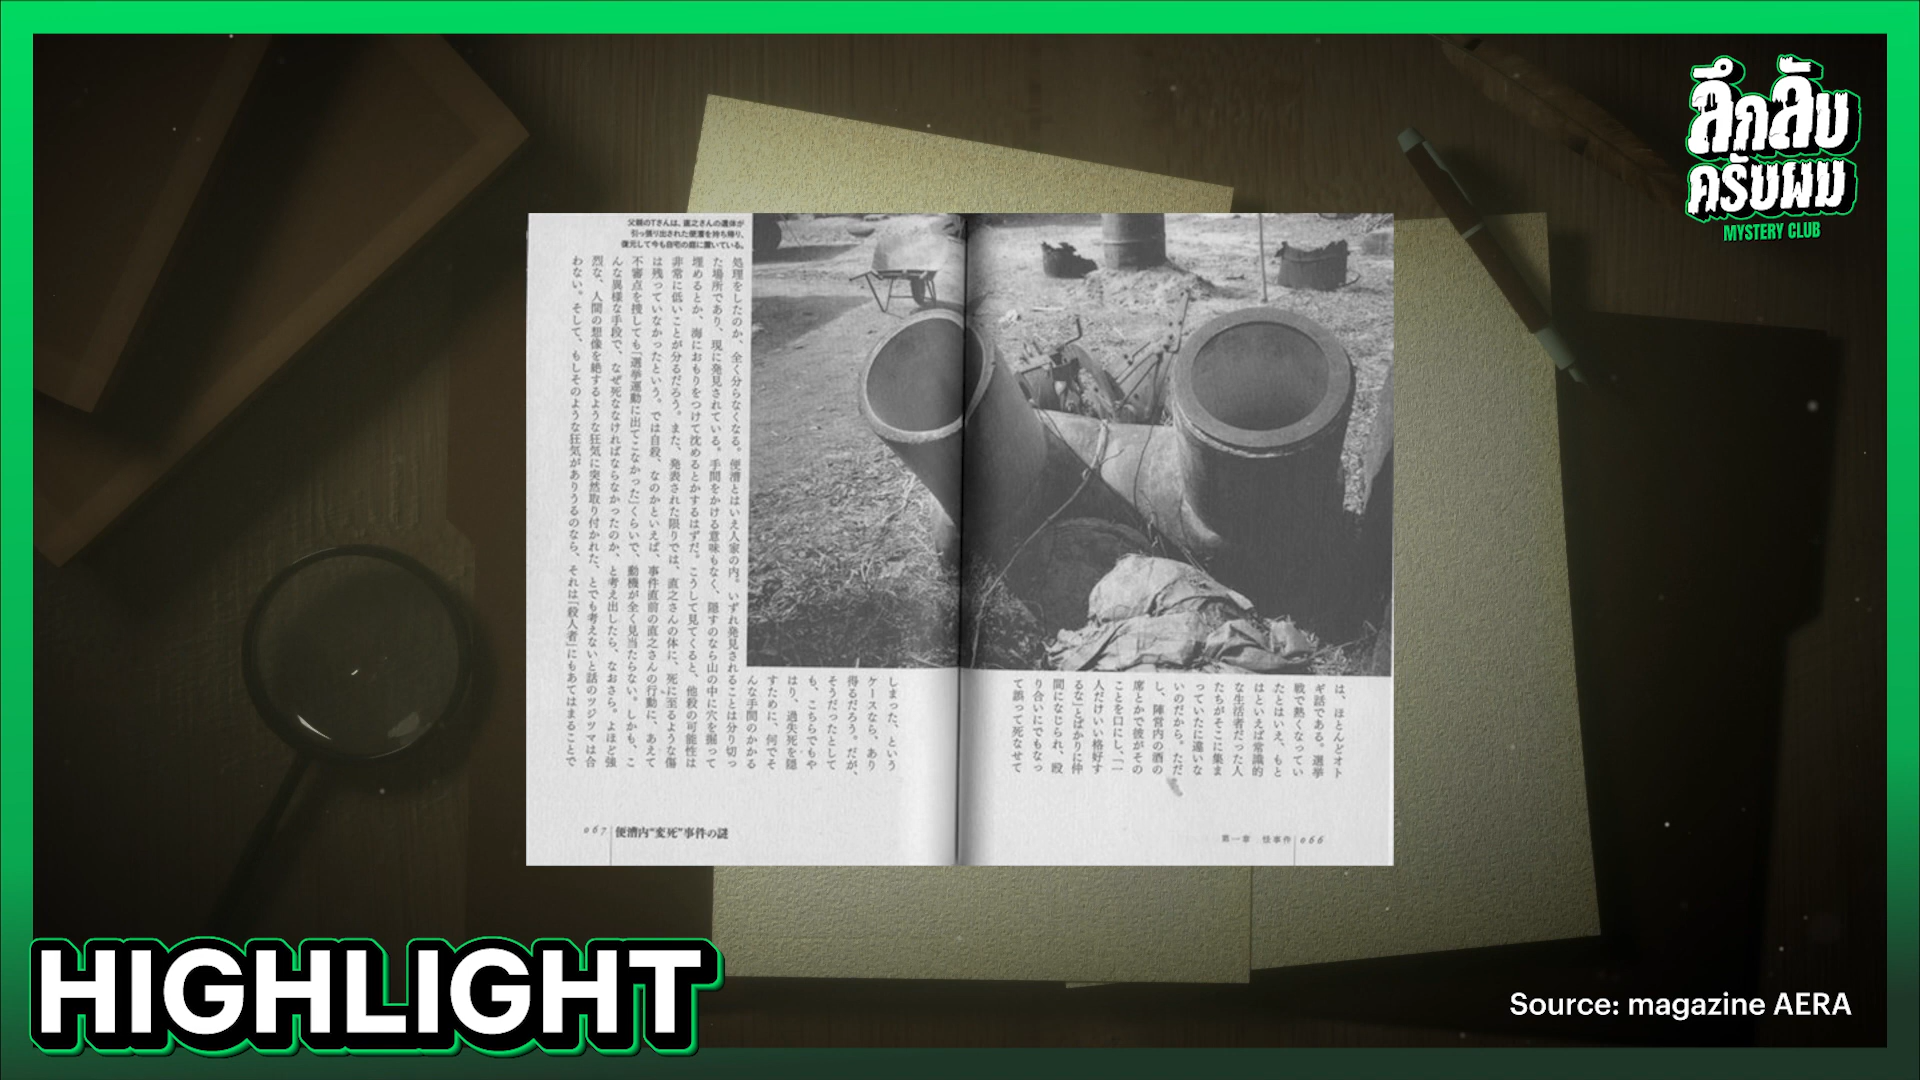 ลึกลับ
ครับผม
MYSTERY CLUB
は、ほとんどオト
ギ話である。選挙
戦で熱くなってい
たとはいえ、もと
はといえば常識的
な生活者だった人
たちがそこに集ま
っていたに違いな
いのだから。ただ
し、陣営内の酒の
席とかで彼がその
ことを口にし、「一
人だけいい格好す
るな」とばかりに仲
間になじられ、殴
り合いにでもなっ
て誤って死なせて
第一章 怪事件 066
しまった、という
ケースなら、あり
得るだろう。だが、
そうだったとして
も、こちらでもや
はり、過失死を隠
すために、何でそ
んな手間のかかる
処理をしたのか、全く分らなくなる。便漕とはいえ人家の内。いずれ発見されることは分り切っ
た場所であり、現に発見されている。手間をかける意味もなく、隠すのなら山の中に穴を掘って
埋めるとか、海におもりをつけて沈めるとかするはずだ。こうして見てくると、他殺の可能性は
非常に低いことが分るだろう。また、発表された限りでは、直之さんの体に、死に至るような傷
は残っていなかったという。では自殺、なのかといえば、事件直前の直之さんの行動に、あえて
不審点を捜しても「選挙運動に出てこなかった」くらいで、動機が全く見当たらない。しかも、こ
んな異様な手段で、なぜ死ななければならなかったのか、と考え出したら、なおさら。よほど強
烈な、人間の想像を絶するような狂気に突然取り付かれた、とでも考えないと話のツジツマは合
わない。そして、もしそのような狂気がありうるのなら、それは「殺人者」にもあてはまることで
父親のTさんは、直之さんの遺体が
引っ張り出された便漕を持ち帰り、
復元して今も自宅の庭に置いている。
067 便漕内“変死”事件の謎
HIGHLIGHT
Source: magazine AERA